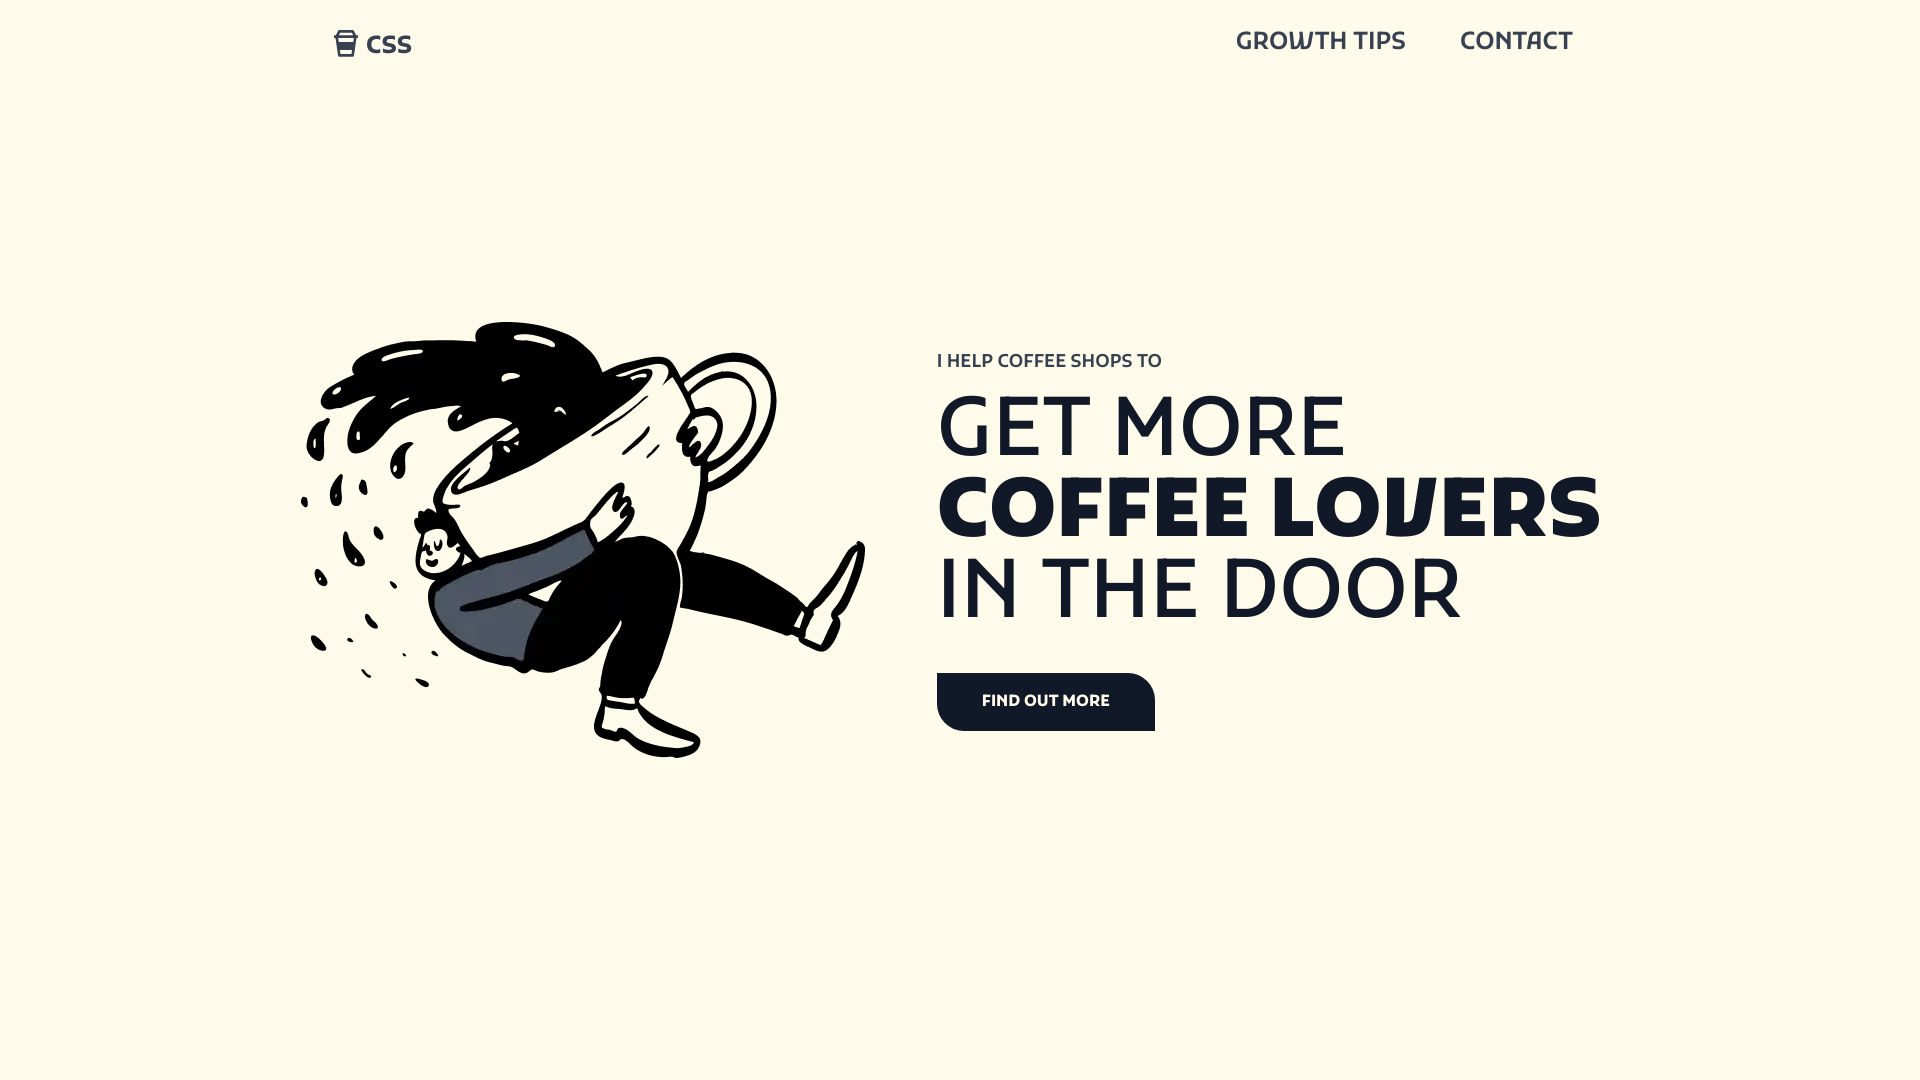 CSS
GROWTH TIPS
CONTACT
I HELP COFFEE SHOPS TO
GET MORE
COFFEE LOVERS
IN THE DOOR
FIND OUT MORE